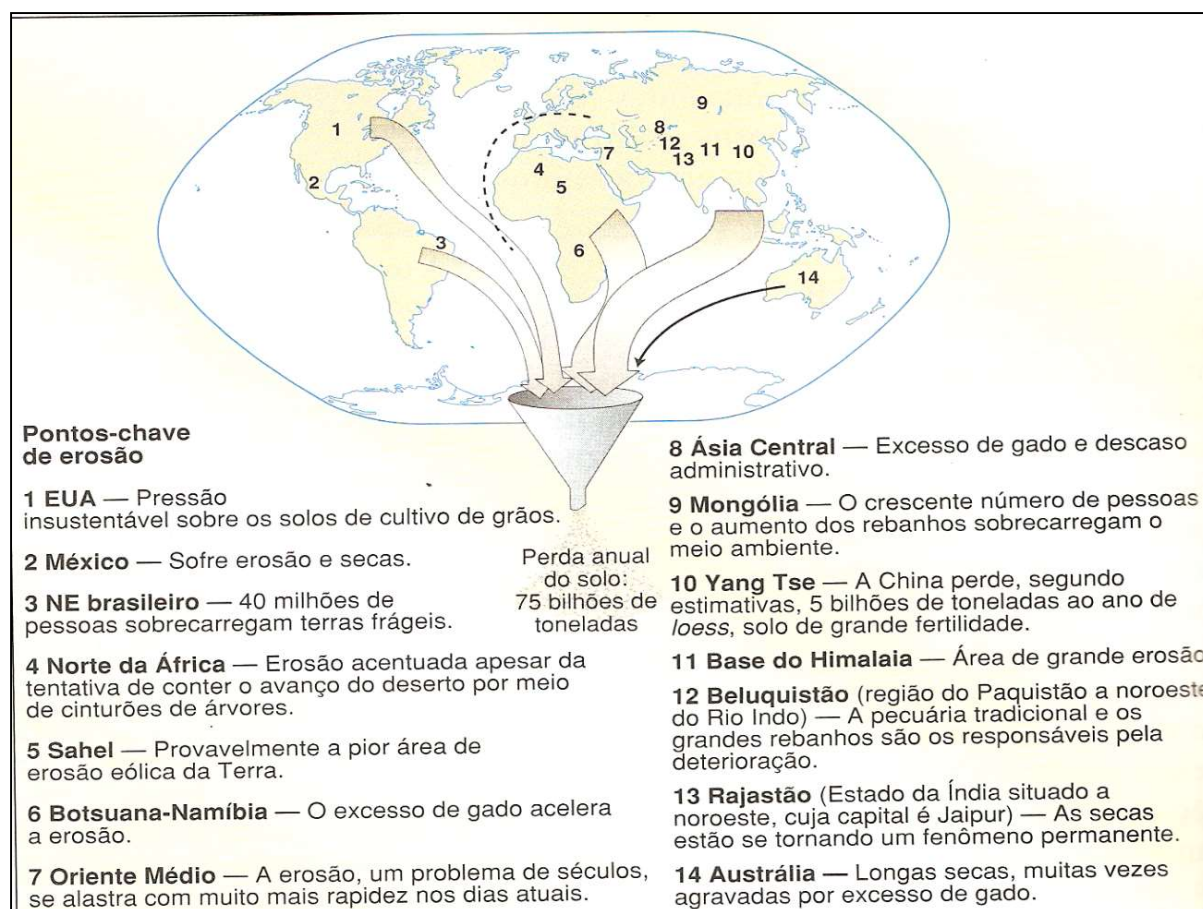 1
2
3
4
5
6
7
8
9
10
11
12
13
14
Pontos-chave
de erosão
1 EUA — Pressão
insustentável sobre os solos de cultivo de grãos.
2 México — Sofre erosão e secas.
3 NE brasileiro — 40 milhões de
pessoas sobrecarregam terras frágeis.
4 Norte da África — Erosão acentuada apesar da
tentativa de conter o avanço do deserto por meio
de cinturões de árvores.
5 Sahel — Provavelmente a pior área de
erosão eólica da Terra.
6 Botsuana-Namíbia — O excesso de gado acelera
a erosão.
7 Oriente Médio — A erosão, um problema de séculos,
se alastra com muito mais rapidez nos dias atuais.
Perda anual
do solo:
75 bilhões de
toneladas
8 Ásia Central — Excesso de gado e descaso
administrativo.
9 Mongólia — O crescente número de pessoas
e o aumento dos rebanhos sobrecarregam o
meio ambiente.
10 Yang Tse — A China perde, segundo
estimativas, 5 bilhões de toneladas ao ano de
loess, solo de grande fertilidade.
11 Base do Himalaia — Área de grande erosão
12 Beluquistão (região do Paquistão a noroeste
do Rio Indo) — A pecuária tradicional e os
grandes rebanhos são os responsáveis pela
deterioração.
13 Rajastão (Estado da Índia situado a
noroeste, cuja capital é Jaipur) — As secas
estão se tornando um fenômeno permanente.
14 Austrália — Longas secas, muitas vezes
agravadas por excesso de gado.